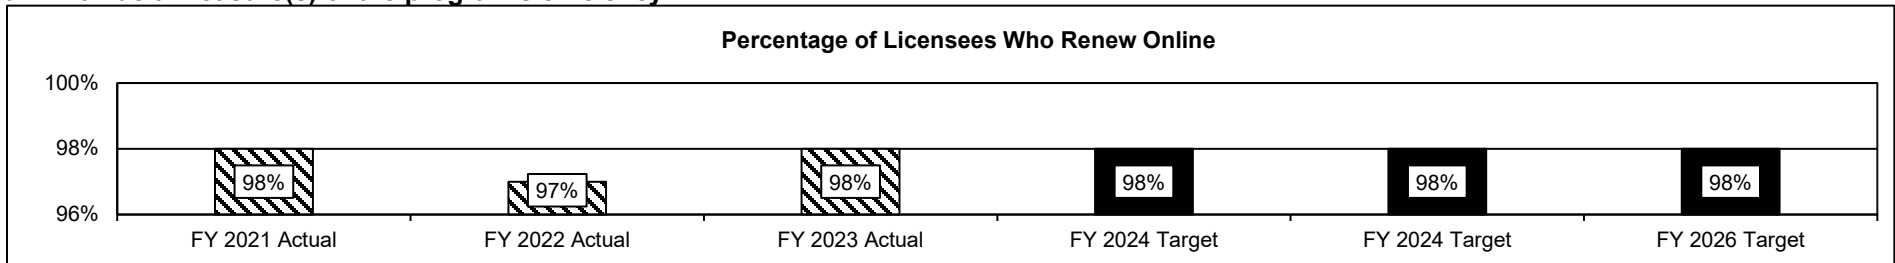 Percentage of Licensees Who Renew Online
100%
98%
96%
98%
97%
98%
98%
98%
98%
FY 2021 Actual
FY 2022 Actual
FY 2023 Actual
FY 2024 Target
FY 2024 Target
FY 2026 Target